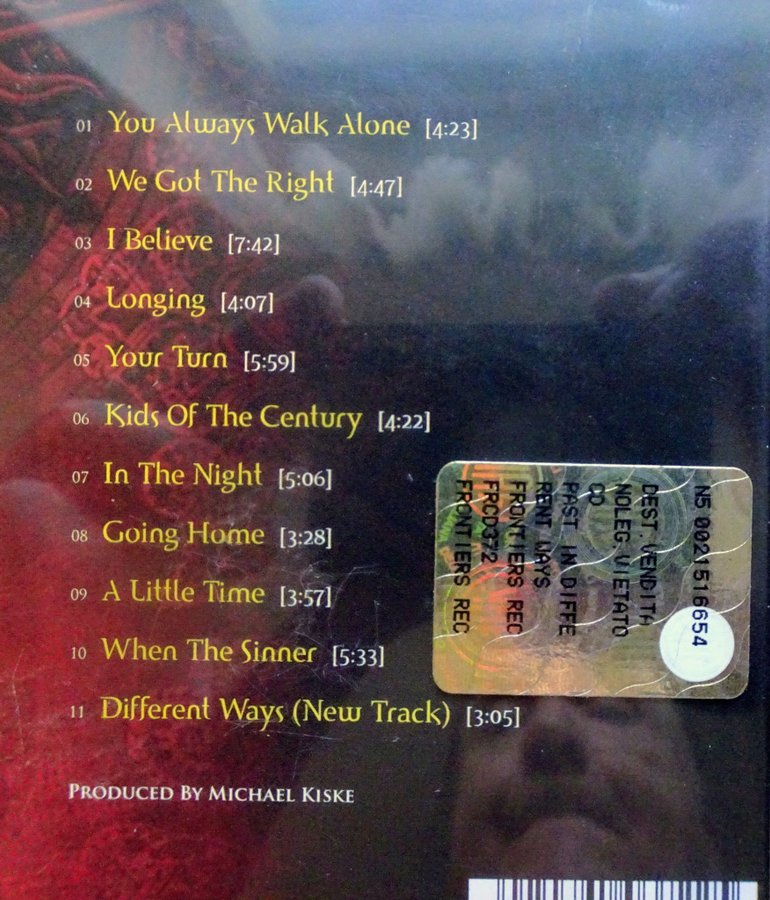 01 You Always Walk Alone [4:23]
02 We Got The Right [4:47]
03 I Believe [7:42]
04 Longing [4:07]
05 Your Turn [5:59]
06 Kids Of The Century [4:22]
07 In The Night [5:06]
08 Going Home [3:28]
09 A Little Time [3:57]
10 When The Sinner [5:33]
11 Different Ways (New Track) [3:05]
PRODUCED BY MICHAEL KISKE
N5 0021516654
DEST.VENDITA
NOLEG.VIETATO
CD
PAST IN DIFFE
RENT WAYS
FRONTIERS REC
FRCD372
FRONTIERS REC